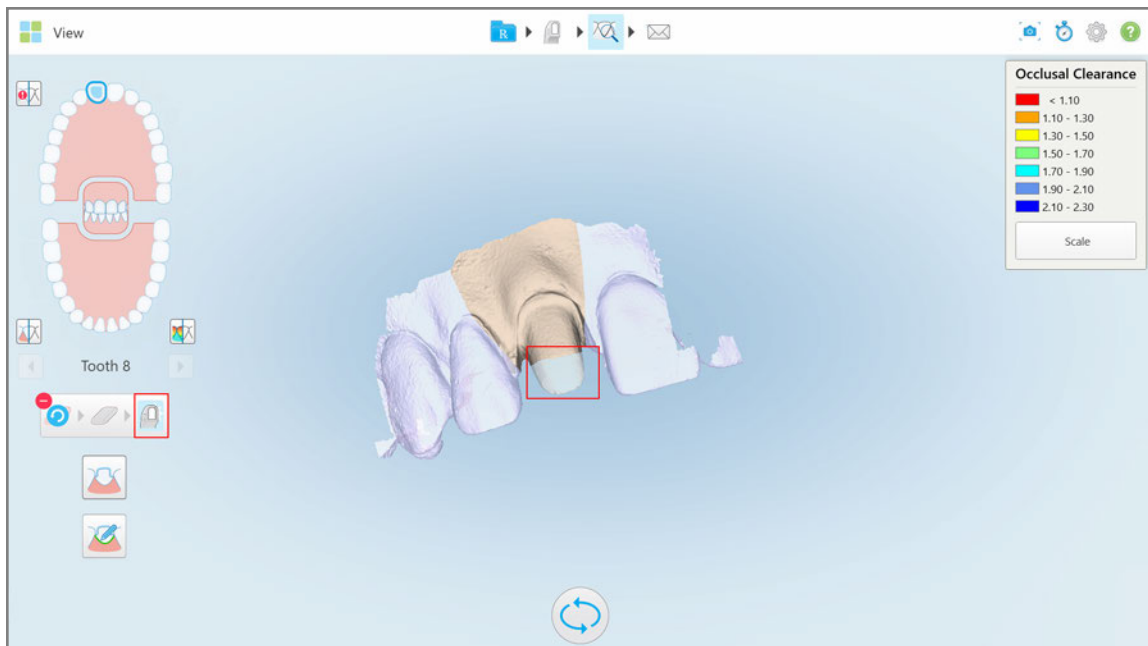 View
R
?
Occlusal Clearance
< 1.10
1.10 - 1.30
1.30 - 1.50
1.50 - 1.70
1.70 - 1.90
1.90 - 2.10
2.10 - 2.30
Scale
Tooth 8